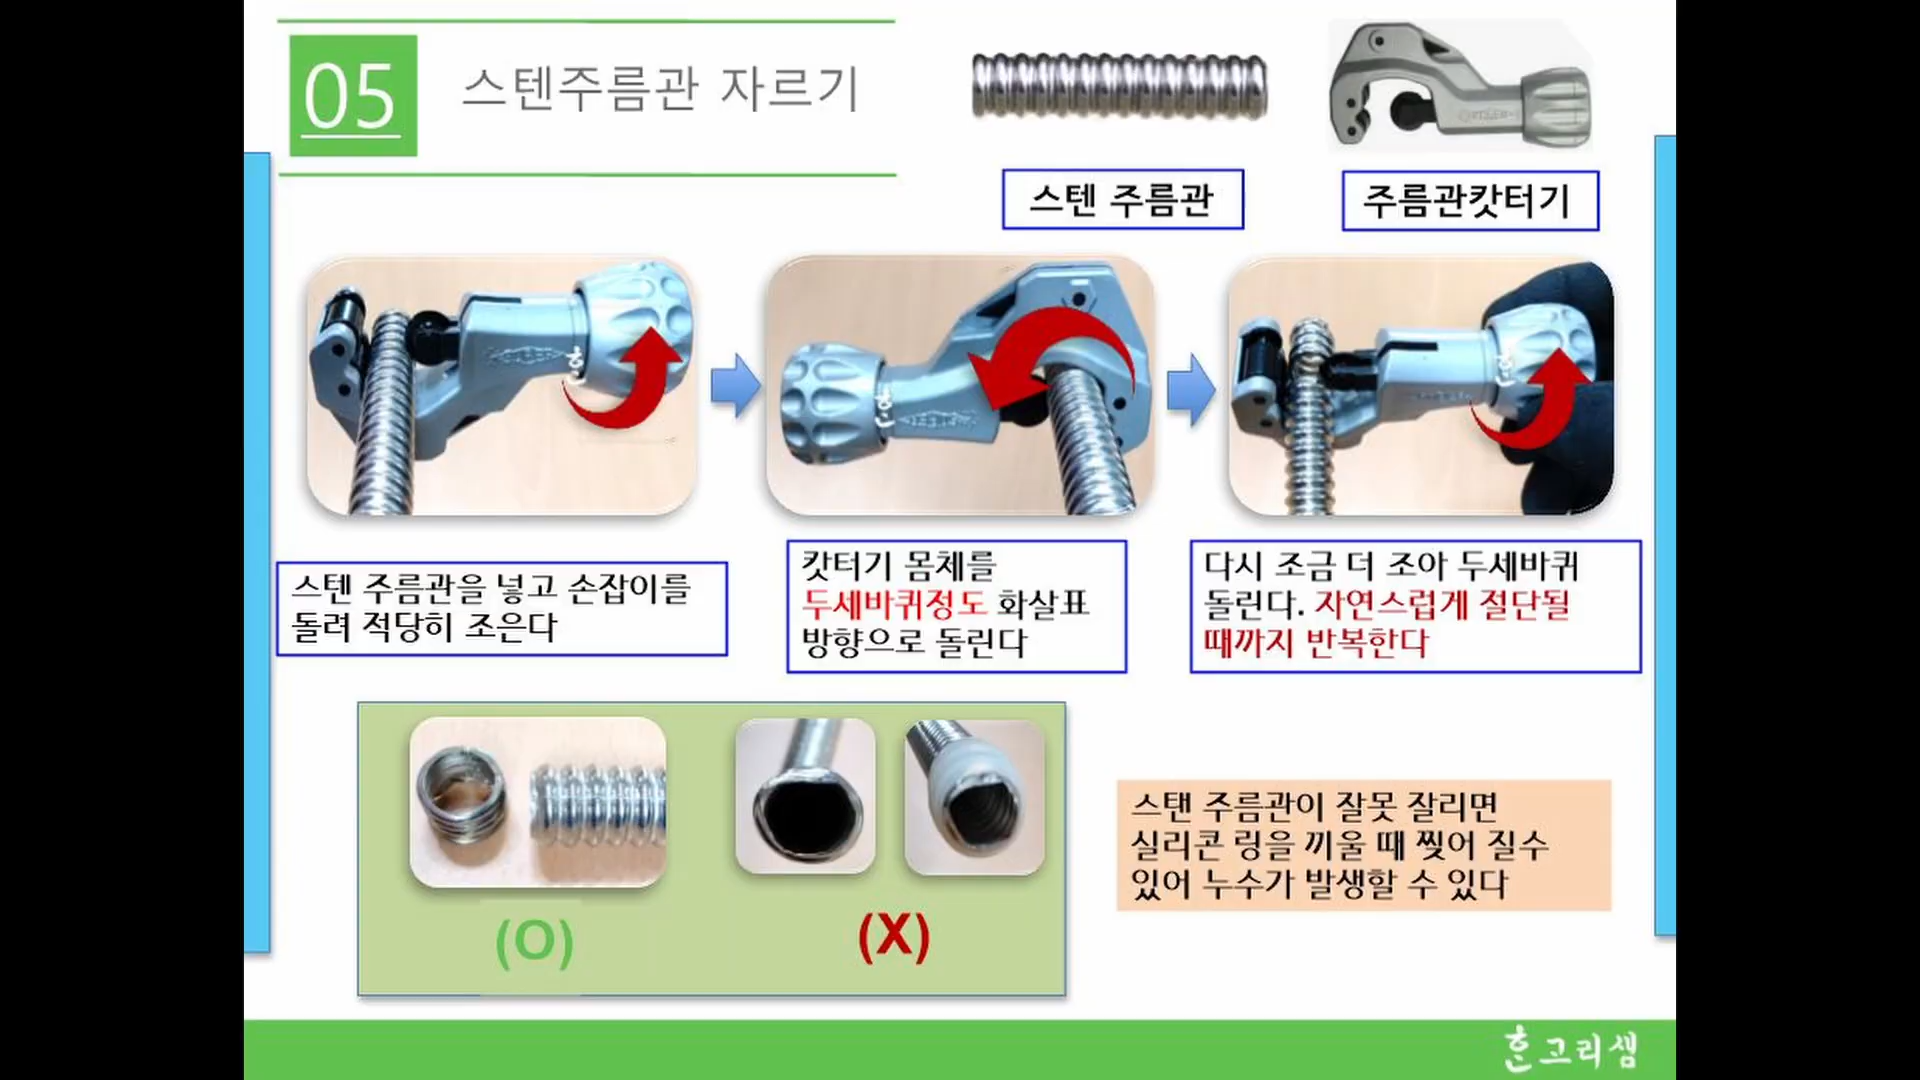 05
스텐주름관 자르기
스텐 주름관
주름관캇터기
스텐 주름관을 넣고 손잡이를
돌려 적당히 조은다
캇터기 몸체를
두세바퀴정도 화살표
방향으로 돌린다
다시 조금 더 조아 두세바퀴
돌린다. 자연스럽게 절단될
때까지 반복한다
(O)
(X)
스탠 주름관이 잘못 잘리면
실리콘 링을 끼울 때 찢어 질수
있어 누수가 발생할 수 있다
훈고리샘